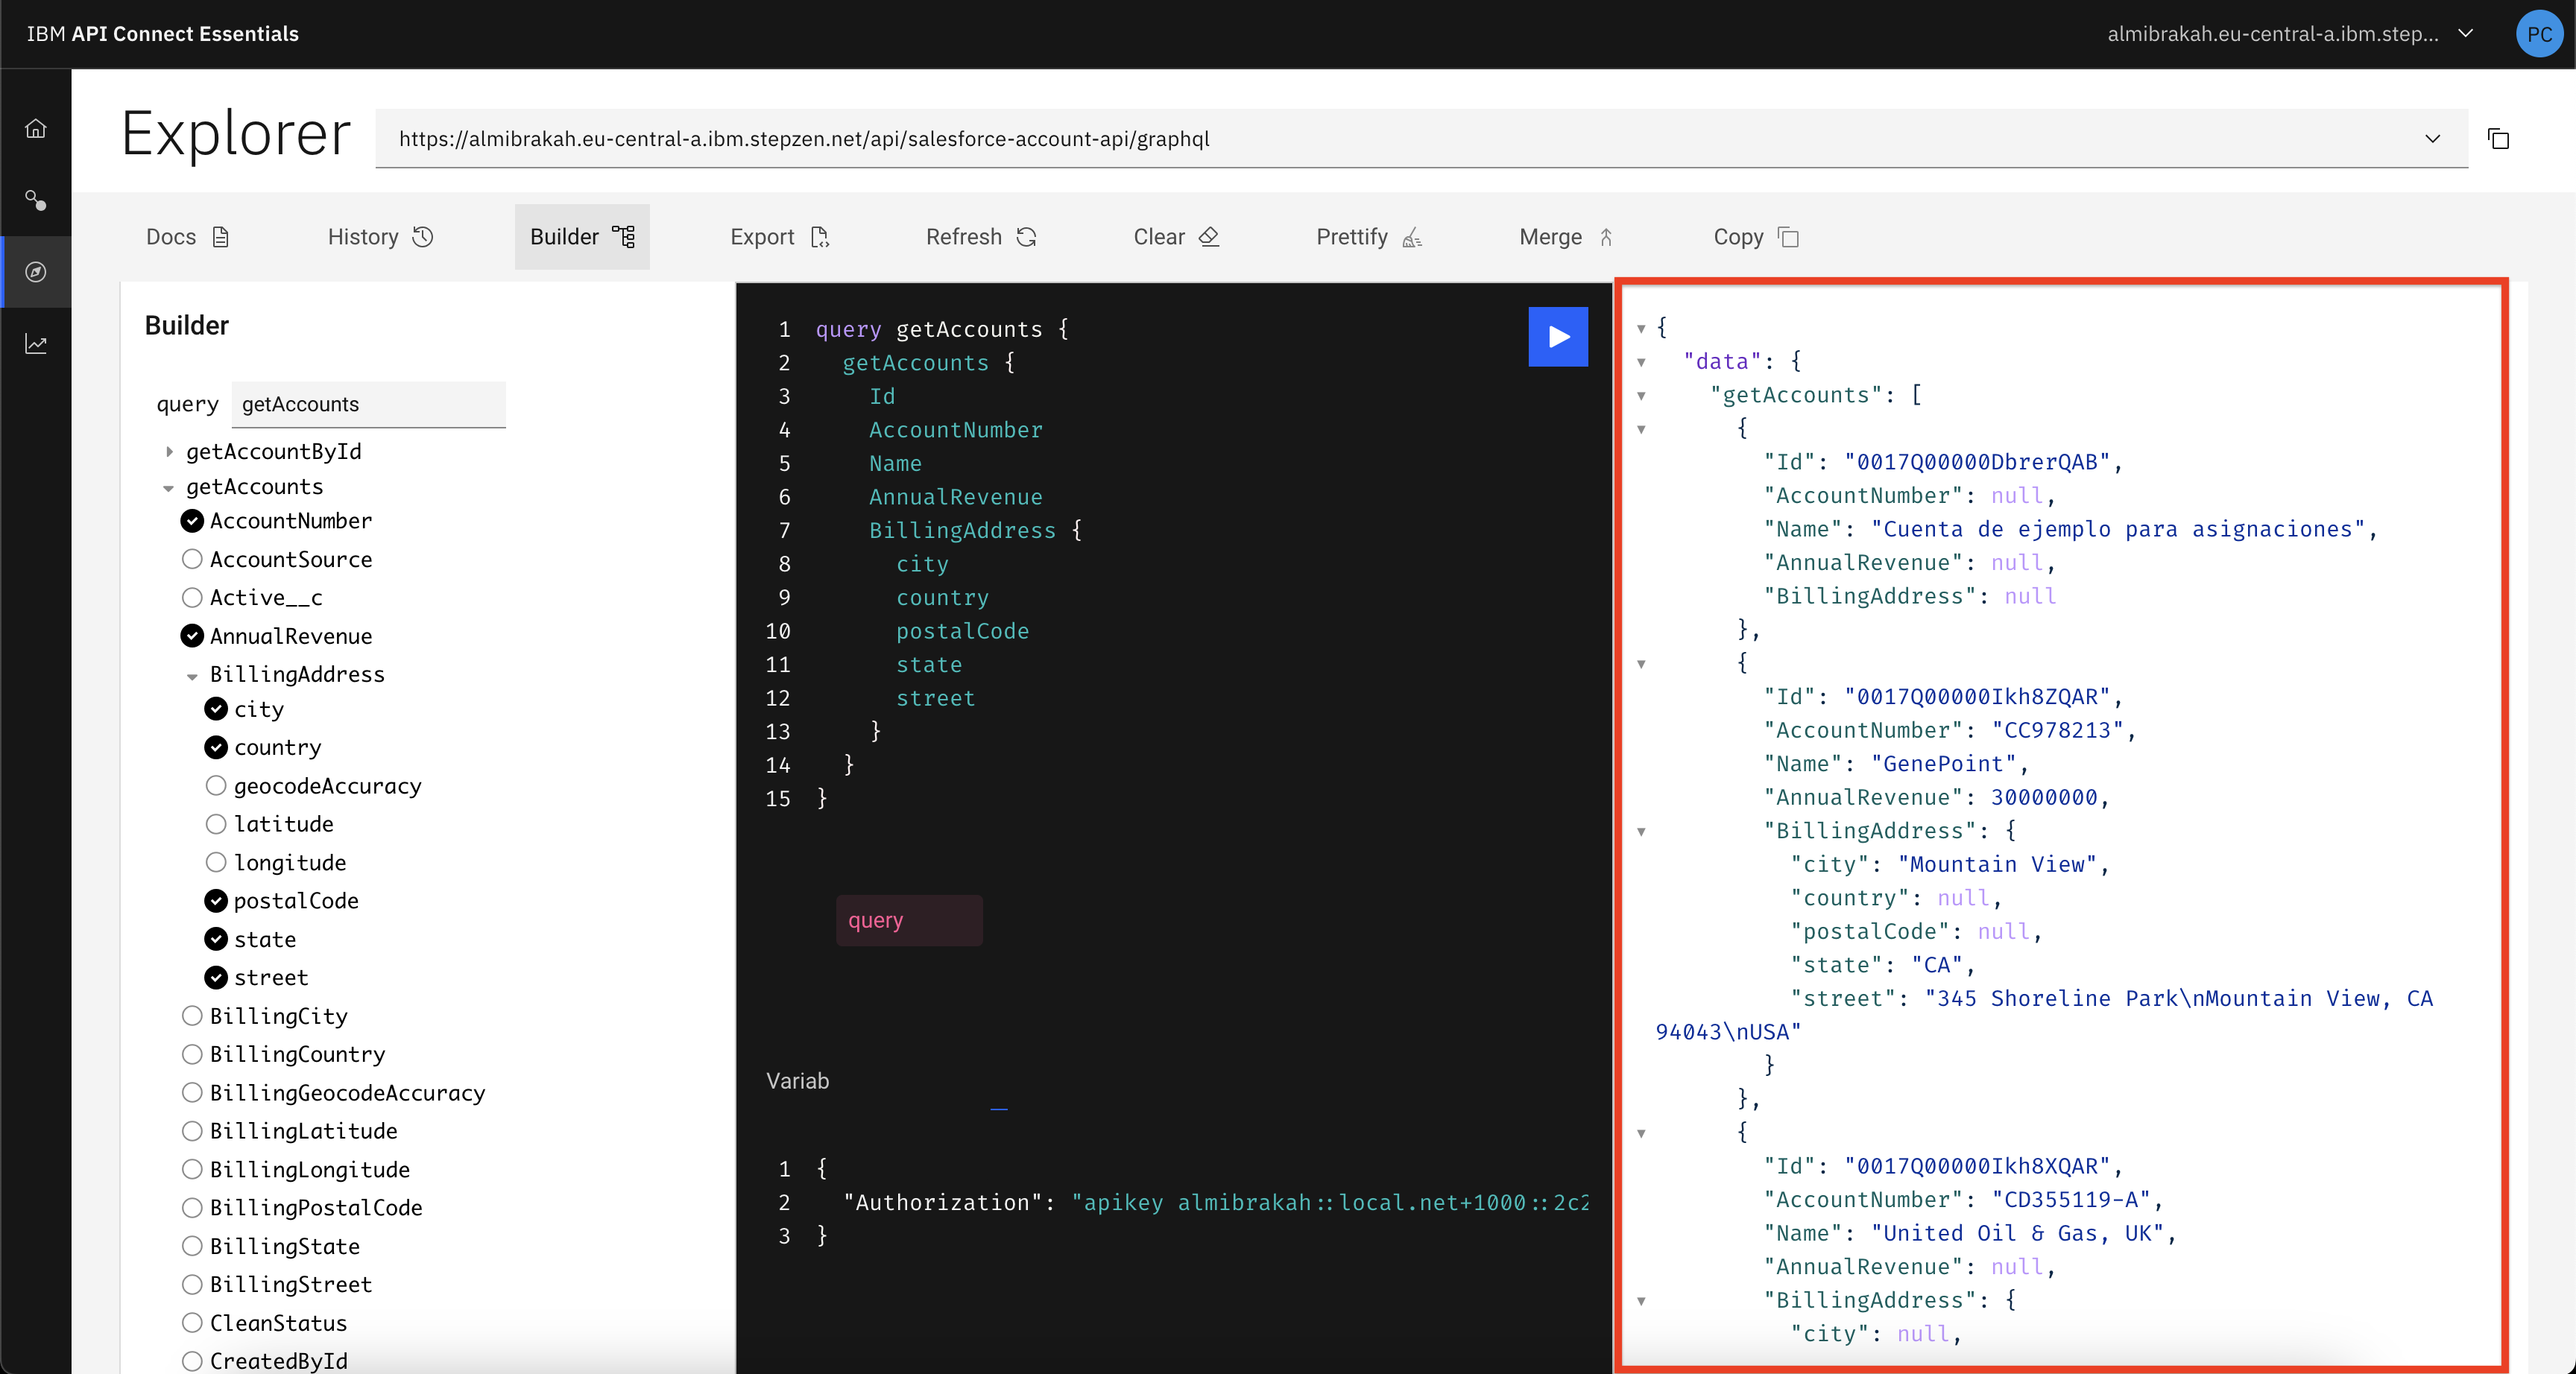 IBM API Connect Essentials
almibrakah.eu-central-a.ibm.step...
PC
Explorer
https://almibrakah.eu-central-a.ibm.stepzen.net/api/salesforce-account-api/graphql
Docs
History
Builder
Export
Refresh
Clear
Prettify
Merge
Copy
Builder
query getAccounts
getAccountById
getAccounts
AccountNumber
AccountSource
Active__c
AnnualRevenue
BillingAddress
city
country
geocodeAccuracy
latitude
longitude
postalCode
state
street
BillingCity
BillingCountry
BillingGeocodeAccuracy
BillingLatitude
BillingLongitude
BillingPostalCode
BillingState
BillingStreet
CleanStatus
CreatedById
1 query getAccounts {
2 getAccounts {
3 Id
4 AccountNumber
5 Name
6 AnnualRevenue
7 BillingAddress {
8 city
9 country
10 postalCode
11 state
12 street
13 }
14 }
15 }
query
Variab
1 {
2 "Authorization": "apikey almibrakah::local.net+1000::2c2
3 }
{
"data": {
"getAccounts": [
{
"Id": "0017Q00000DbrerQAB",
"AccountNumber": null,
"Name": "Cuenta de ejemplo para asignaciones",
"AnnualRevenue": null,
"BillingAddress": null
},
{
"Id": "0017Q00000Ikh8ZQAR",
"AccountNumber": "CC978213",
"Name": "GenePoint",
"AnnualRevenue": 30000000,
"BillingAddress": {
"city": "Mountain View",
"country": null,
"postalCode": null,
"state": "CA",
"street": "345 Shoreline Park\nMountain View, CA
94043\nUSA"
}
},
{
"Id": "0017Q00000Ikh8XQAR",
"AccountNumber": "CD355119-A",
"Name": "United Oil & Gas, UK",
"AnnualRevenue": null,
"BillingAddress": {
"city": null,